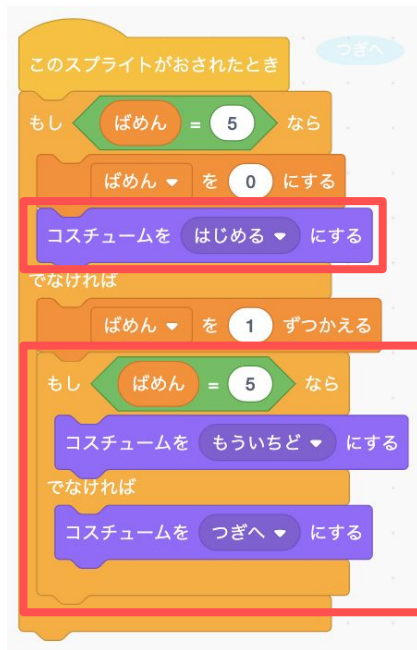 つぎへ
このスプライトがおされたとき
もし ばめん = 5 なら
ばめん を 0 にする
コスチュームを はじめる にする
でなければ
ばめん を 1 ずつかえる
もし ばめん = 5 なら
コスチュームを もういちど にする
でなければ
コスチュームを つぎへ にする